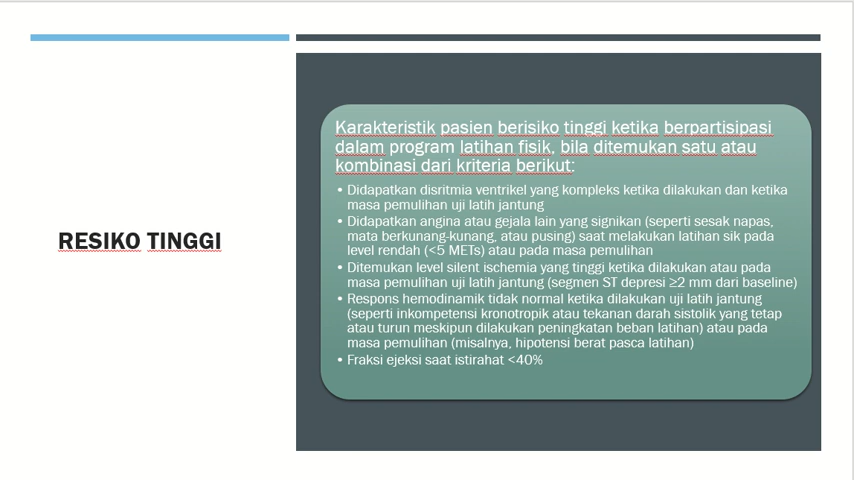 RESIKO TINGGI
Karakteristik pasien berisiko tinggi ketika berpartisipasi
dalam program latihan fisik, bila ditemukan satu atau
kombinasi dari kriteria berikut:
• Didapatkan disritmia ventrikel yang kompleks ketika dilakukan dan ketika
masa pemulihan uji latih jantung
• Didapatkan angina atau gejala lain yang signifikan (seperti sesak napas,
mata berkunang-kunang, atau pusing) saat melakukan latihan sik pada
level rendah (<5 METs) atau pada masa pemulihan
• Ditemukan level silent ischemia yang tinggi ketika dilakukan atau pada
masa pemulihan uji latih jantung (segmen ST depresi ≥2 mm dari baseline)
• Respons hemodinamik tidak normal ketika dilakukan uji latih jantung
(seperti inkompetensi kronotropik atau tekanan darah sistolik yang tetap
atau turun meskipun dilakukan peningkatan beban latihan) atau pada
masa pemulihan (misalnya, hipotensi berat pasca latihan)
• Fraksi ejeksi saat istirahat <40%